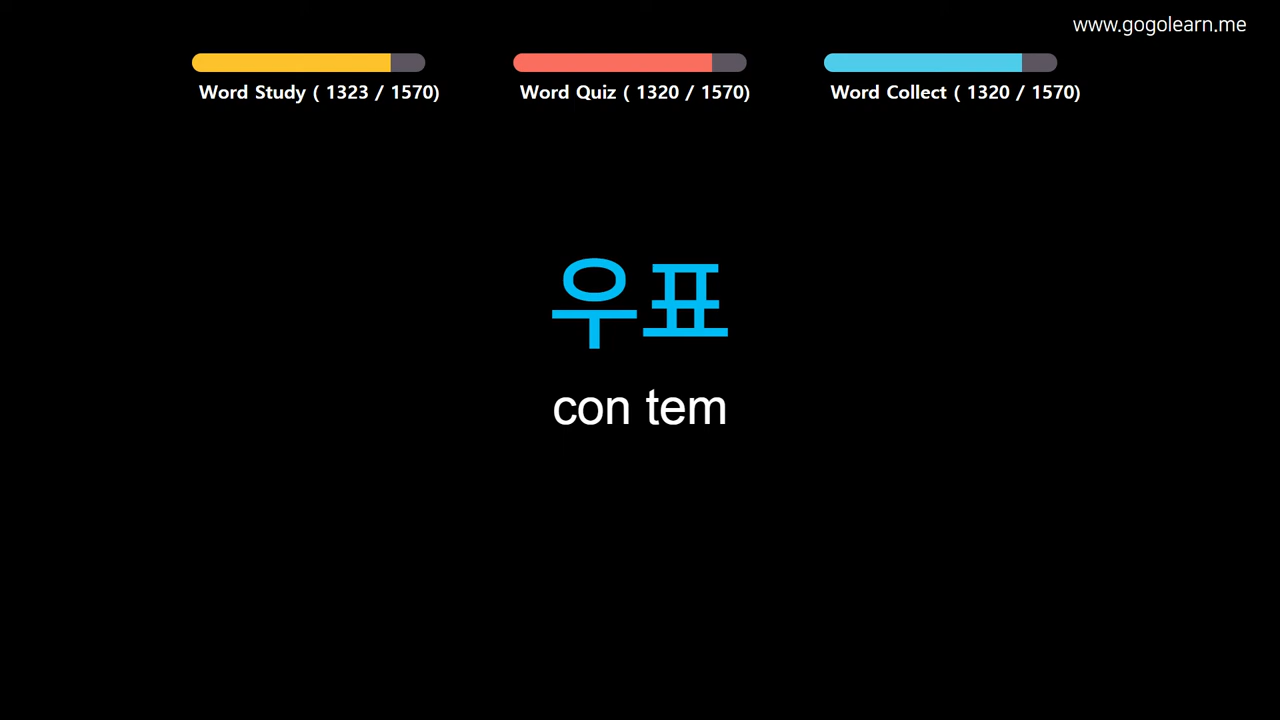 www.gogolearn.me
Word Study ( 1323 / 1570)
Word Quiz ( 1320 / 1570)
Word Collect ( 1320 / 1570)
우표
con tem